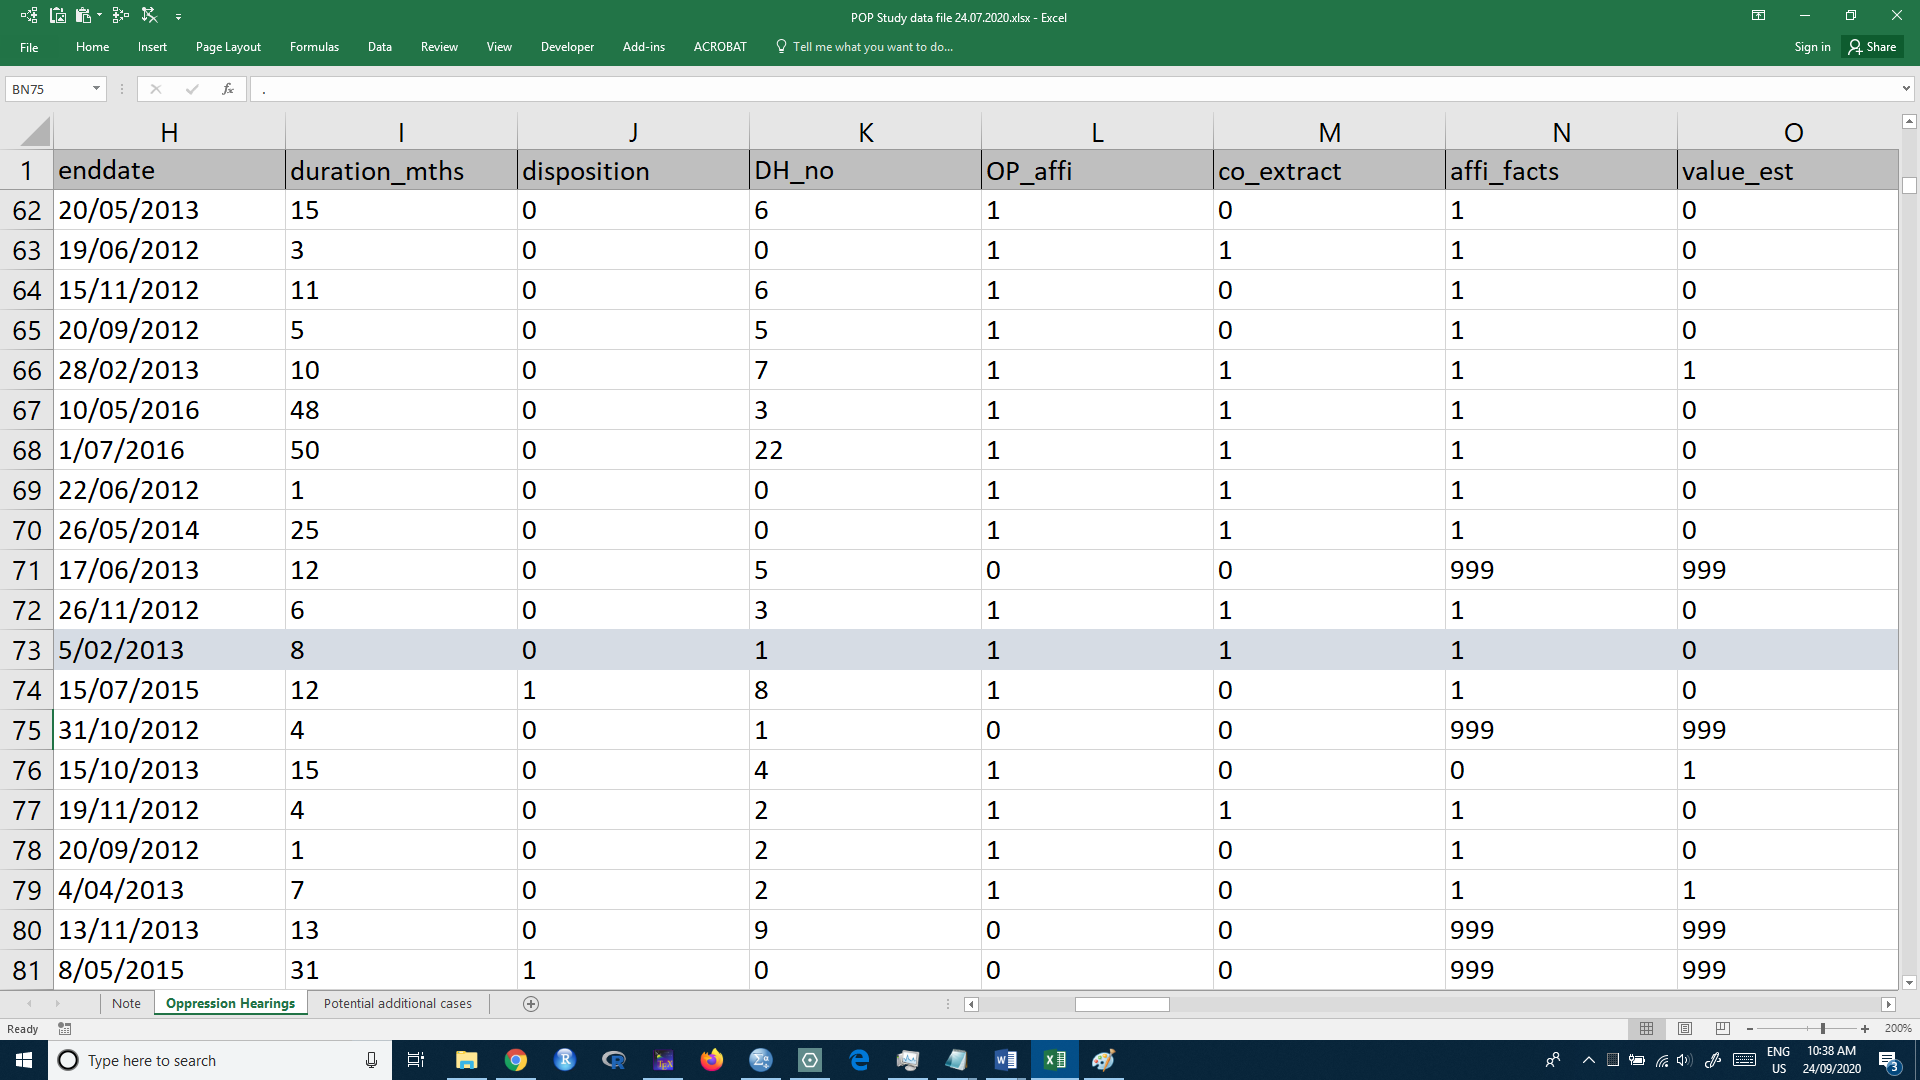 POP Study data file 24.07.2020.xlsx - Excel
File Home Insert Page Layout Formulas Data Review View Developer Add-ins ACROBAT Tell me what you want to do... Sign in Share
BN75 fx .
H I J K L M N O
1 enddate duration_mths disposition DH_no OP_affi co_extract affi_facts value_est
62 20/05/2013 15 0 6 1 0 1 0
63 19/06/2012 3 0 0 1 1 1 0
64 15/11/2012 11 0 6 1 0 1 0
65 20/09/2012 5 0 5 1 0 1 0
66 28/02/2013 10 0 7 1 1 1 1
67 10/05/2016 48 0 3 1 1 1 0
68 1/07/2016 50 0 22 1 1 1 0
69 22/06/2012 1 0 0 1 1 1 0
70 26/05/2014 25 0 0 1 1 1 0
71 17/06/2013 12 0 5 0 0 999 999
72 26/11/2012 6 0 3 1 1 1 0
73 5/02/2013 8 0 1 1 1 1 0
74 15/07/2015 12 1 8 1 0 1 0
75 31/10/2012 4 0 1 0 0 999 999
76 15/10/2013 15 0 4 1 0 0 1
77 19/11/2012 4 0 2 1 1 1 0
78 20/09/2012 1 0 2 1 0 1 0
79 4/04/2013 7 0 2 1 0 1 1
80 13/11/2013 13 0 9 0 0 999 999
81 8/05/2015 31 1 0 0 0 999 999
Note Oppression Hearings Potential additional cases
Ready 200%
Type here to search ENG 10:38 AM
US 24/09/2020 3